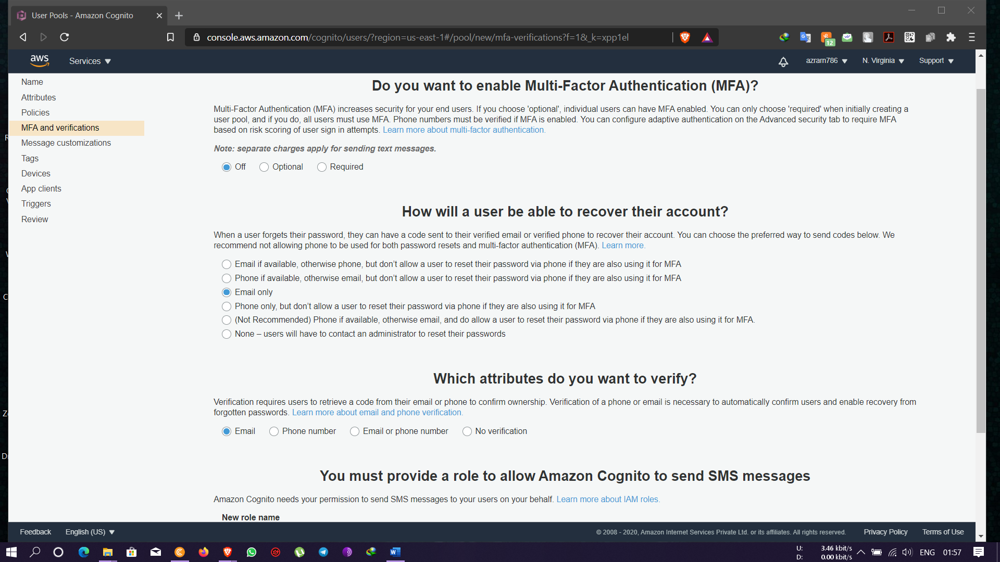 User Pools - Amazon Cognito
console.aws.amazon.com/cognito/users/?region=us-east-1#/pool/new/mfa-verifications?f=1&_k=xpp1el
12
aws
Services
azram786
N. Virginia
Support
Name
Attributes
Policies
MFA and verifications
Message customizations
Tags
Devices
App clients
Triggers
Review
Do you want to enable Multi-Factor Authentication (MFA)?
Multi-Factor Authentication (MFA) increases security for your end users. If you choose 'optional', individual users can have MFA enabled. You can only choose 'required' when initially creating a
user pool, and if you do, all users must use MFA. Phone numbers must be verified if MFA is enabled. You can configure adaptive authentication on the Advanced security tab to require MFA
based on risk scoring of user sign in attempts. Learn more about multi-factor authentication.
Note: separate charges apply for sending text messages.
Off Optional Required
How will a user be able to recover their account?
When a user forgets their password, they can have a code sent to their verified email or verified phone to recover their account. You can choose the preferred way to send codes below. We
recommend not allowing phone to be used for both password resets and multi-factor authentication (MFA). Learn more.
Email if available, otherwise phone, but don’t allow a user to reset their password via phone if they are also using it for MFA
Phone if available, otherwise email, but don’t allow a user to reset their password via phone if they are also using it for MFA
Email only
Phone only, but don’t allow a user to reset their password via phone if they are also using it for MFA
(Not Recommended) Phone if available, otherwise email, and do allow a user to reset their password via phone if they are also using it for MFA.
None – users will have to contact an administrator to reset their passwords
Which attributes do you want to verify?
Verification requires users to retrieve a code from their email or phone to confirm ownership. Verification of a phone or email is necessary to automatically confirm users and enable recovery from
forgotten passwords. Learn more about email and phone verification.
Email Phone number Email or phone number No verification
You must provide a role to allow Amazon Cognito to send SMS messages
Amazon Cognito needs your permission to send SMS messages to your users on your behalf. Learn more about IAM roles.
New role name
Feedback English (US) © 2008 - 2020, Amazon Internet Services Private Ltd. or its affiliates. All rights reserved. Privacy Policy Terms of Use
U: 3.46 kbit/s
D: 0.00 kbit/s
ENG 01:57